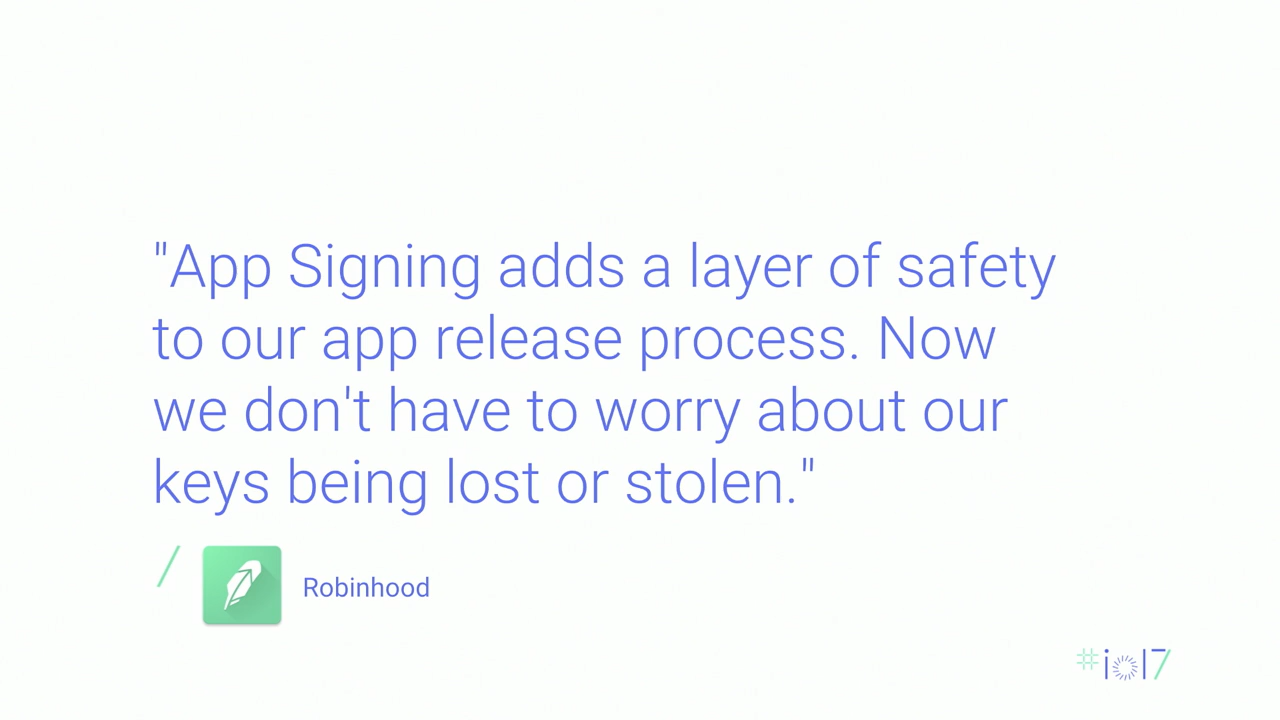 "App Signing adds a layer of safety
to our app release process. Now
we don't have to worry about our
keys being lost or stolen."
/ Robinhood
#io17